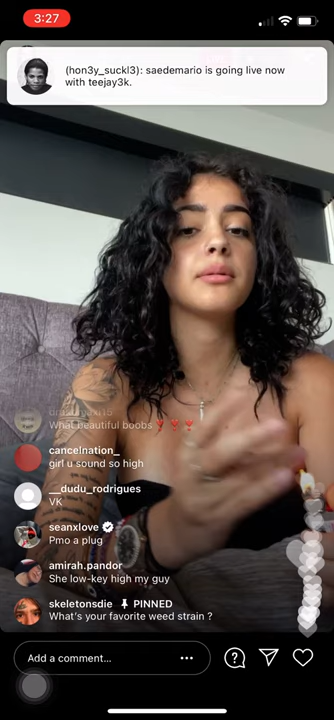 3:27
(hon3y_suckl3): saedemario is going live now
with teejay3k.
What beautiful boobs
cancelnation_
girl u sound so high
__dudu_rodrigues
VK
seanxlove
Pmo a plug
amirah.pandor
She low-key high my guy
skeletonsdie PINNED
What's your favorite weed strain ?
Add a comment...